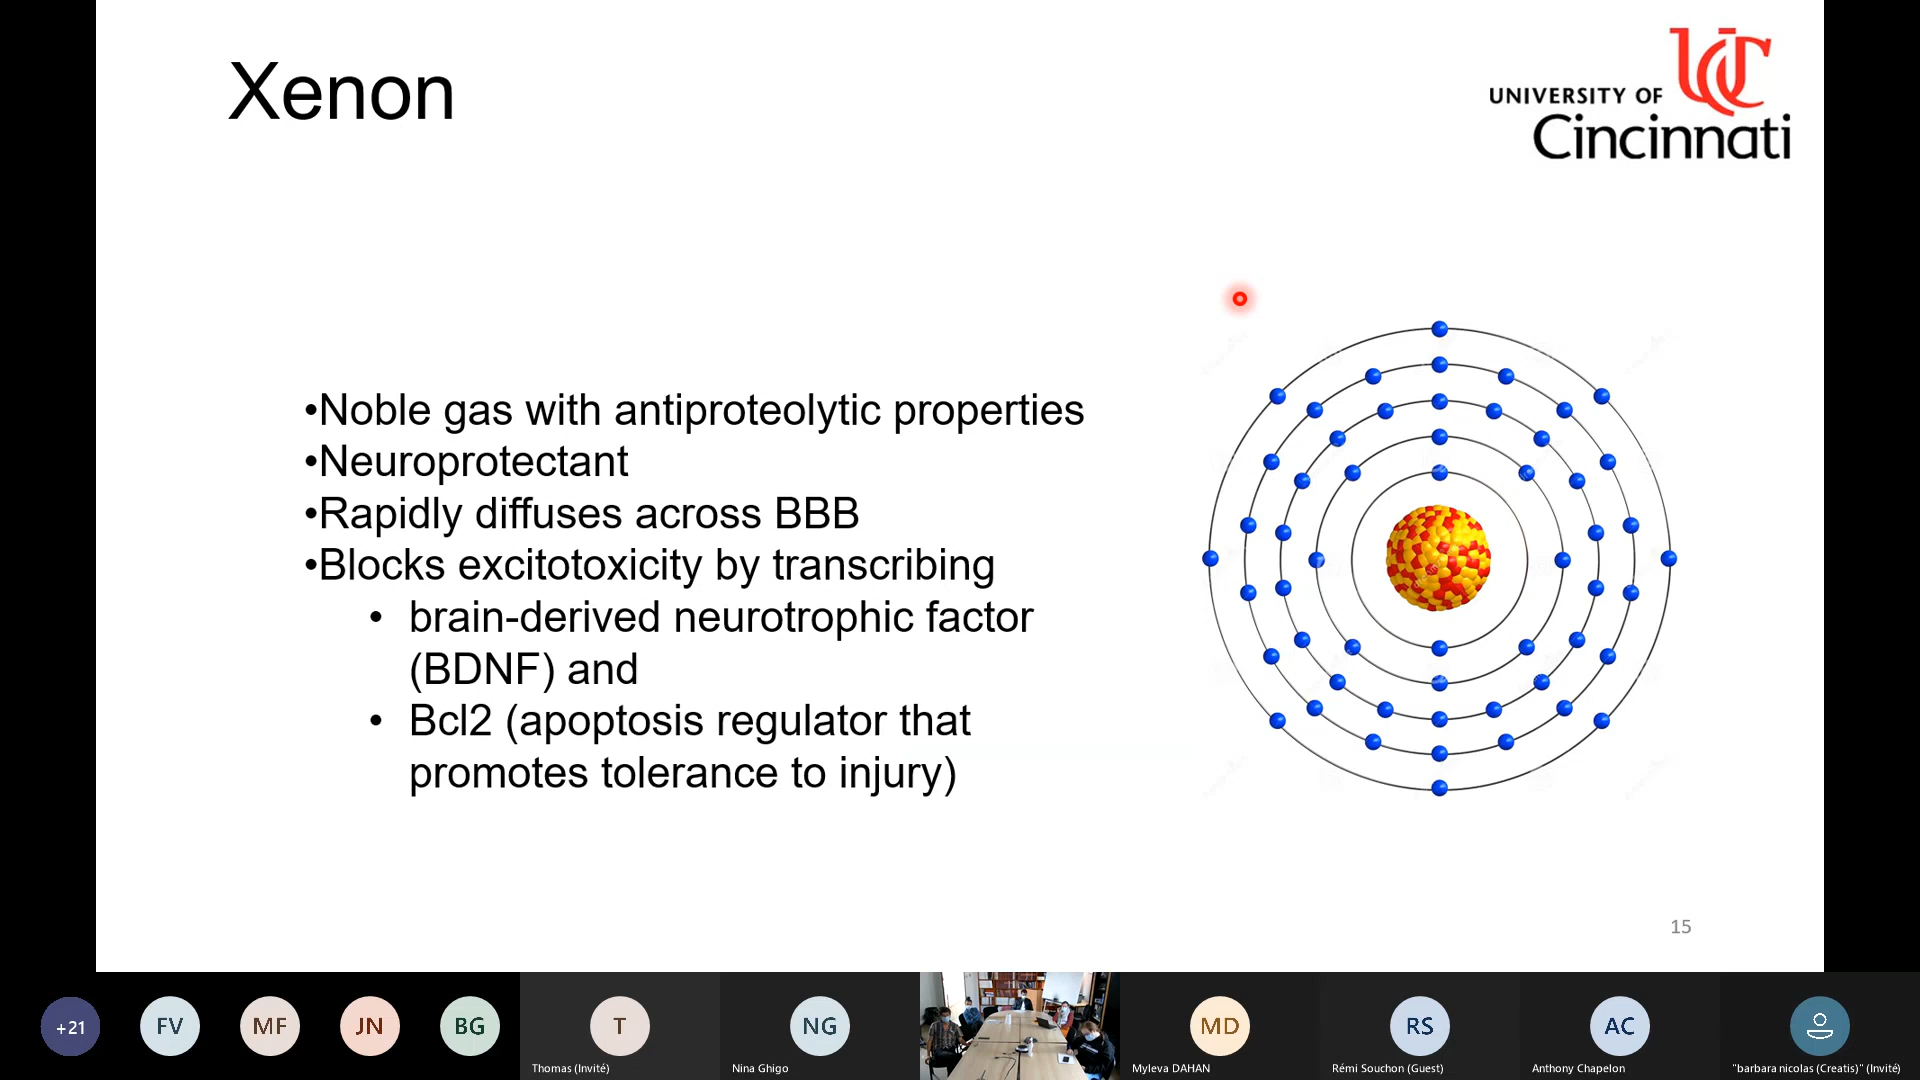 Xenon
UNIVERSITY OF
Cincinnati
•Noble gas with antiproteolytic properties
•Neuroprotectant
•Rapidly diffuses across BBB
•Blocks excitotoxicity by transcribing
• brain-derived neurotrophic factor
(BDNF) and
• Bcl2 (apoptosis regulator that
promotes tolerance to injury)
15
+21
FV
MF
JN
BG
T
Thomas (Invité)
NG
Nina Ghigo
MD
Myleva DAHAN
RS
Rémi Souchon (Guest)
AC
Anthony Chapelon
"barbara nicolas (Creatis)" (Invité)